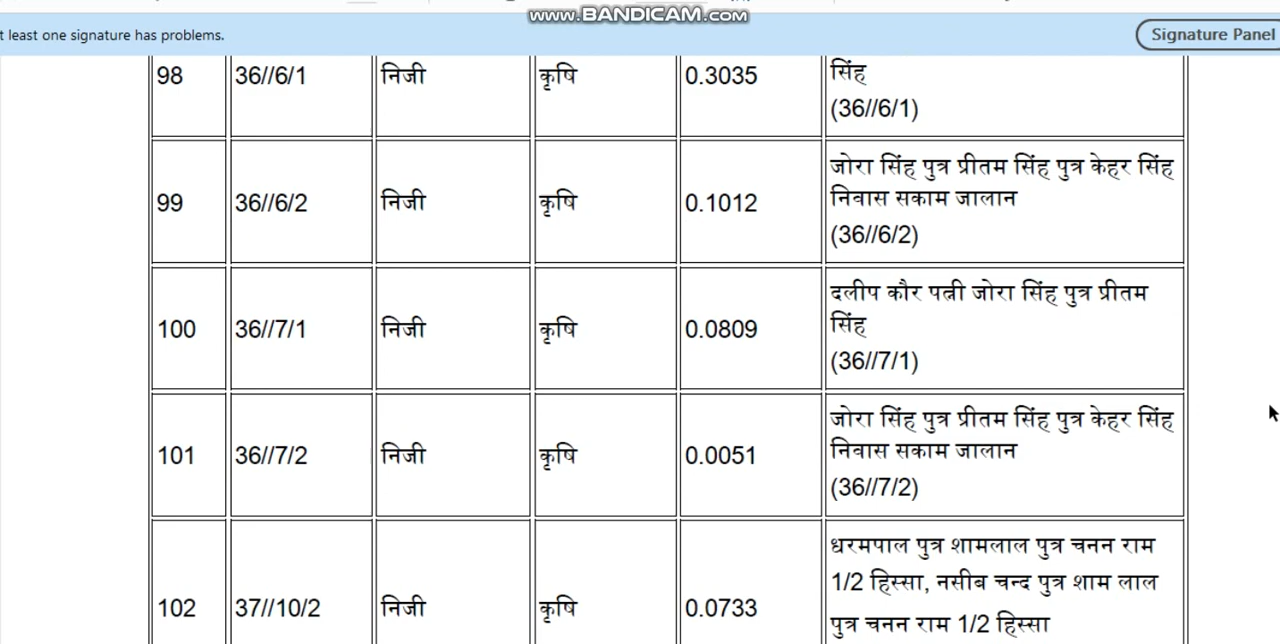 www.BANDICAM.com
t least one signature has problems.
Signature Panel
98 36//6/1 निजी कृषि 0.3035 सिंह
(36//6/1)
99 36//6/2 निजी कृषि 0.1012 जोरा सिंह पुत्र प्रीतम सिंह पुत्र केहर सिंह
निवास सकाम जालान
(36//6/2)
100 36//7/1 निजी कृषि 0.0809 दलीप कौर पत्नी जोरा सिंह पुत्र प्रीतम
सिंह
(36//7/1)
101 36//7/2 निजी कृषि 0.0051 जोरा सिंह पुत्र प्रीतम सिंह पुत्र केहर सिंह
निवास सकाम जालान
(36//7/2)
102 37//10/2 निजी कृषि 0.0733 धरमपाल पुत्र शामलाल पुत्र चनन राम
1/2 हिस्सा, नसीब चन्द पुत्र शाम लाल
पुत्र चनन राम 1/2 हिस्सा